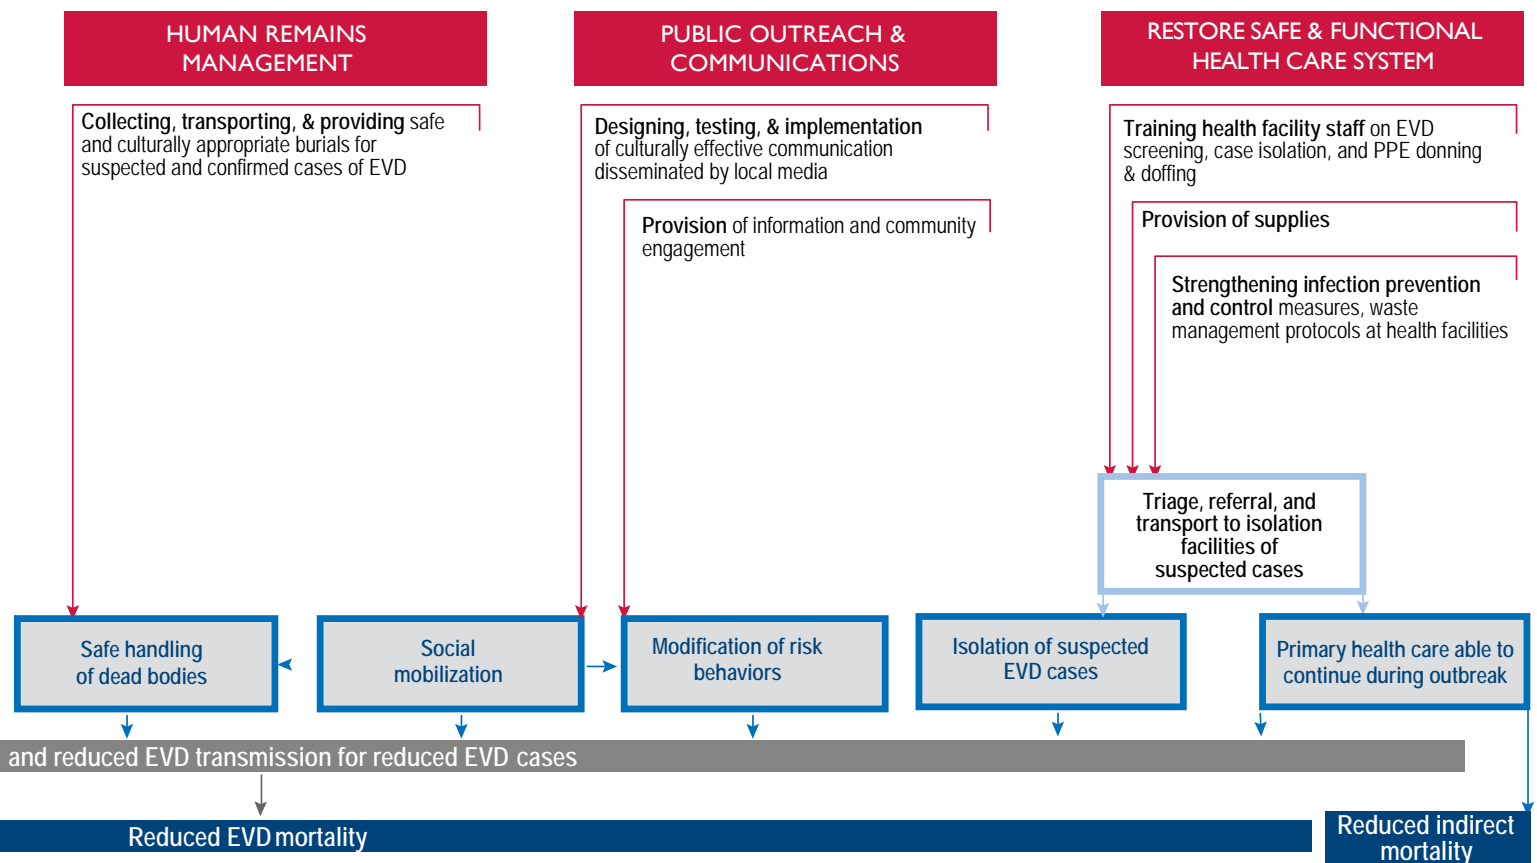 HUMAN REMAINS
MANAGEMENT
Collecting, transporting, & providing safe
and culturally appropriate burials for
suspected and confirmed cases of EVD
PUBLIC OUTREACH &
COMMUNICATIONS
Designing, testing, & implementation
of culturally effective communication
disseminated by local media
Provision of information and community
engagement
RESTORE SAFE & FUNCTIONAL
HEALTH CARE SYSTEM
Training health facility staff on EVD
screening, case isolation, and PPE donning
& doffing
Provision of supplies
Strengthening infection prevention
and control measures, waste
management protocols at health facilities
Triage, referral, and
transport to isolation
facilities of
suspected cases
Safe handling
of dead bodies
Social
mobilization
Modification of risk
behaviors
Isolation of suspected
EVD cases
Primary health care able to
continue during outbreak
and reduced EVD transmission for reduced EVD cases
Reduced EVD mortality
Reduced indirect
mortality